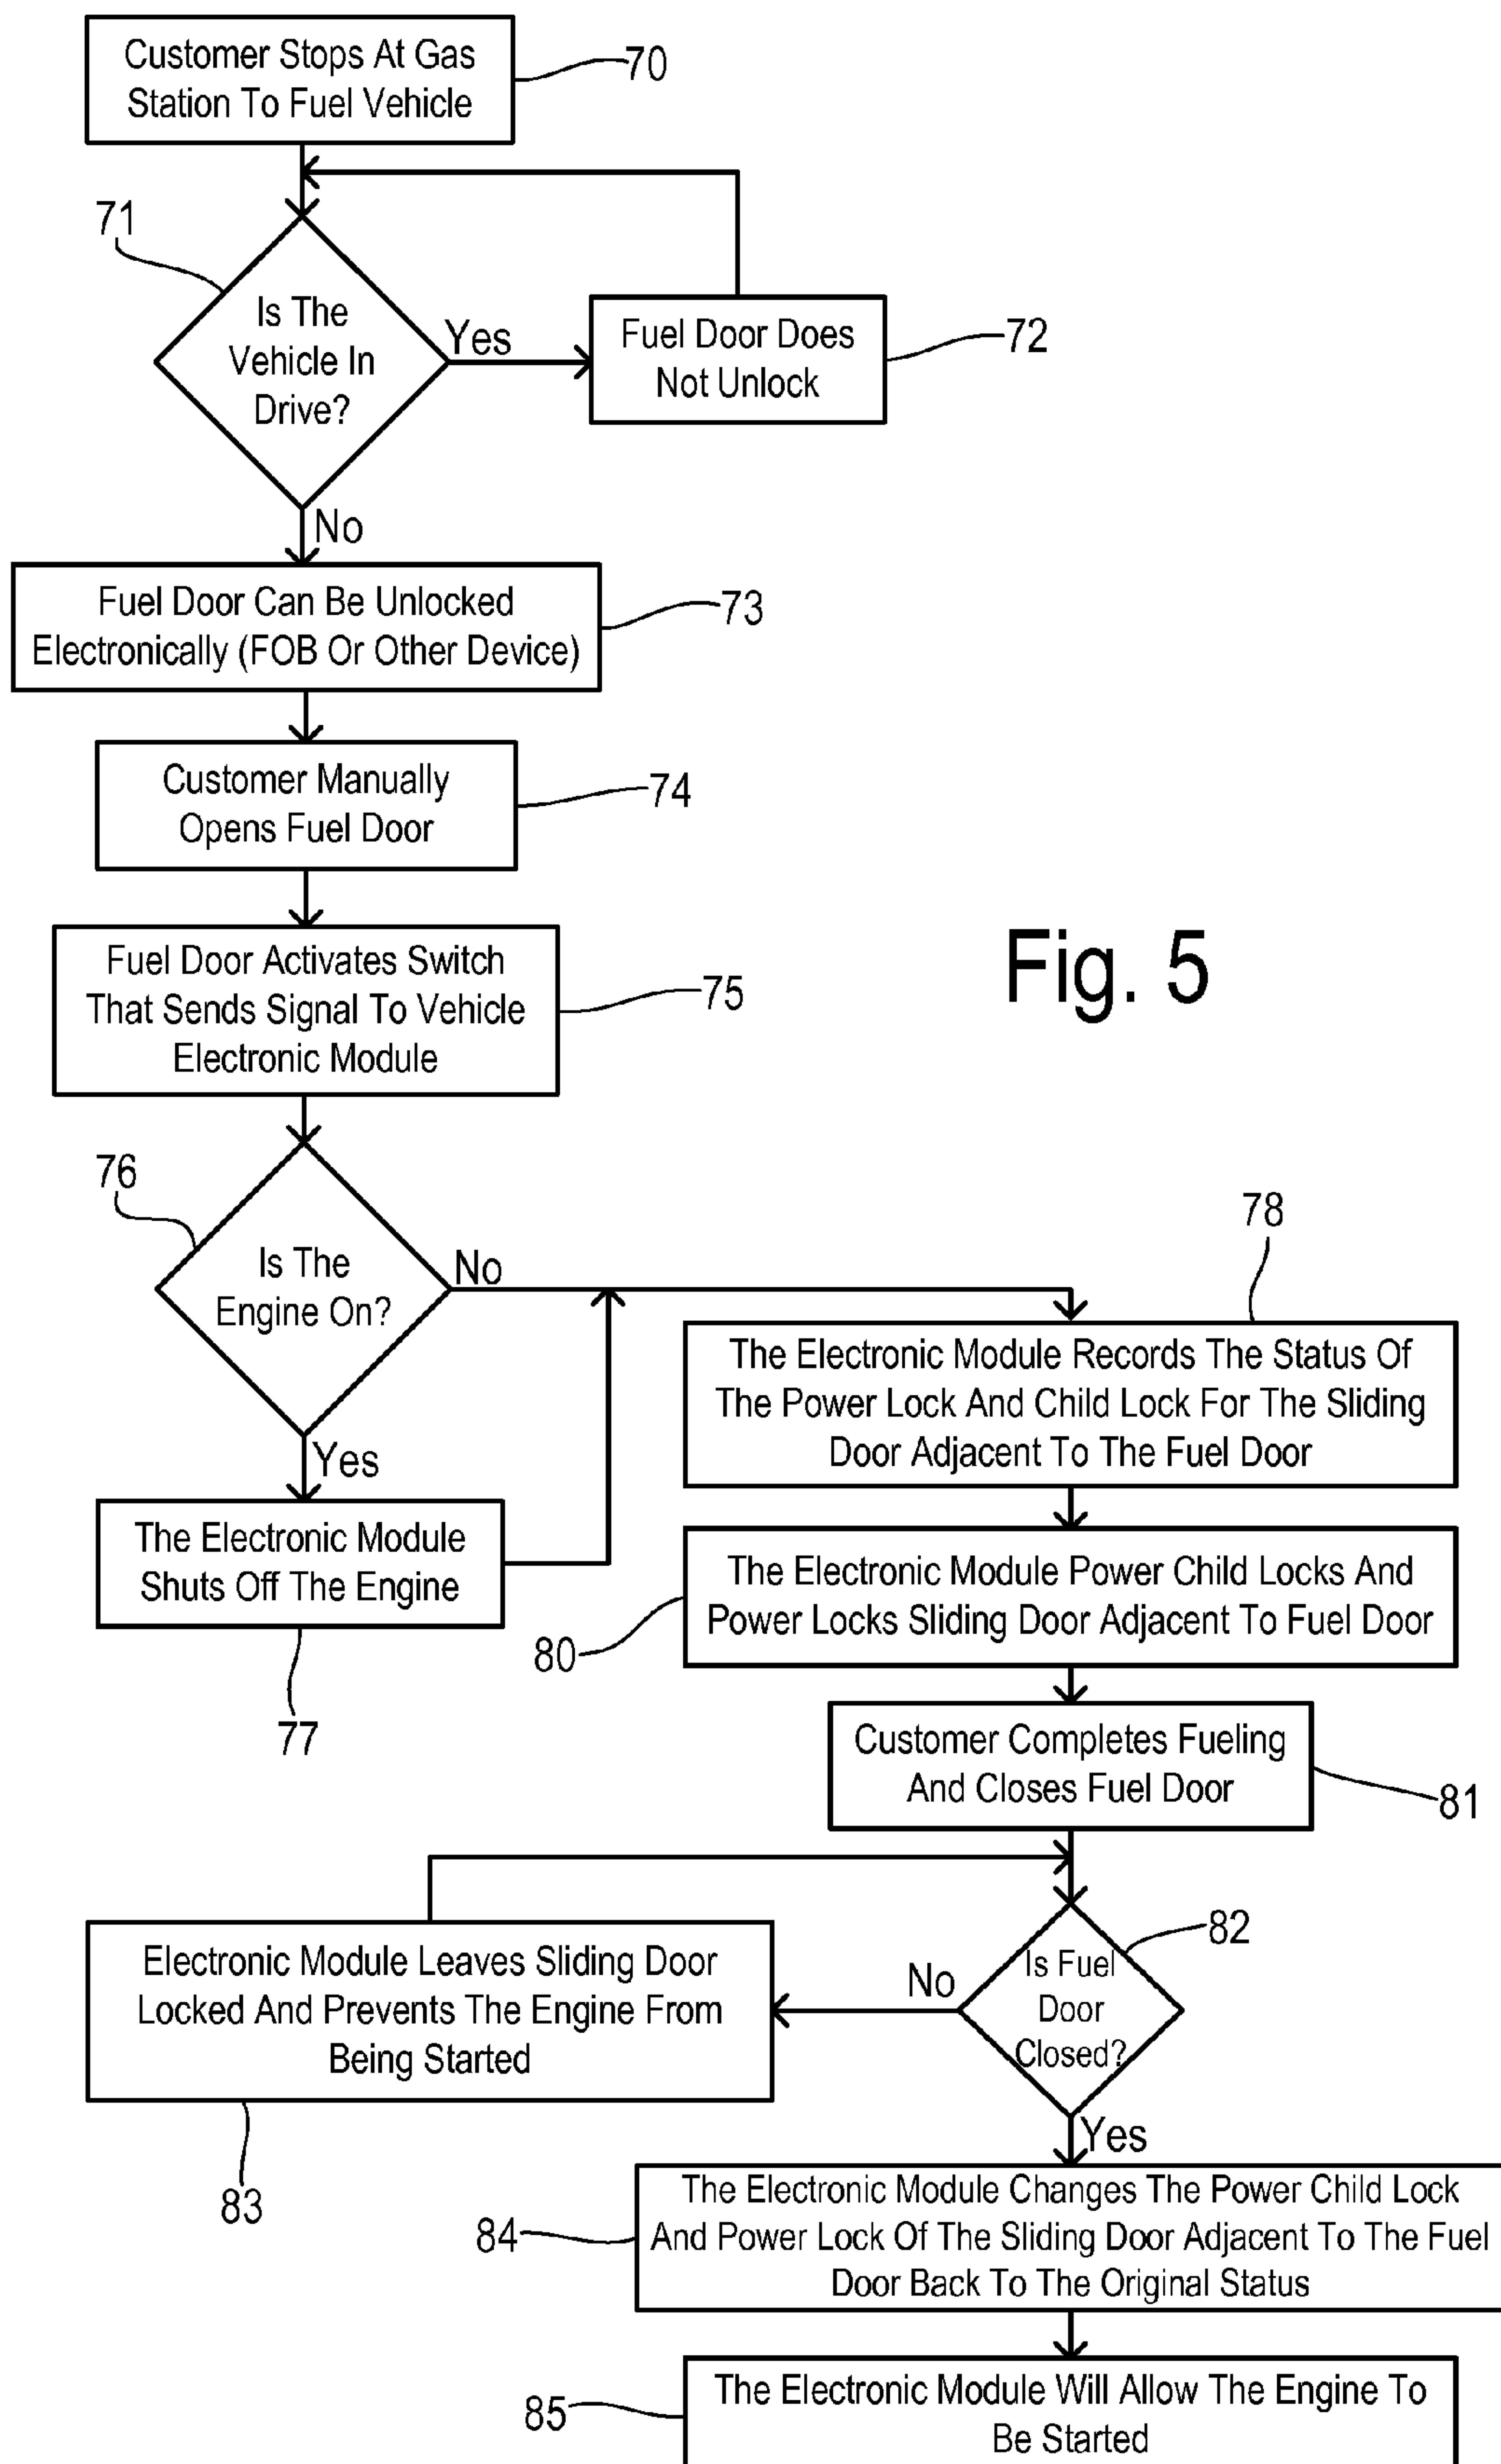 Customer Stops At Gas
Station To Fuel Vehicle
70
71
Is The
Vehicle In
Drive?
Yes
Fuel Door Does
Not Unlock
72
No
Fuel Door Can Be Unlocked
Electronically (FOB Or Other Device)
73
Customer Manually
Opens Fuel Door
74
Fuel Door Activates Switch
That Sends Signal To Vehicle
Electronic Module
75
Fig. 5
76
Is The
Engine On?
No
Yes
The Electronic Module
Shuts Off The Engine
77
78
The Electronic Module Records The Status Of
The Power Lock And Child Lock For The Sliding
Door Adjacent To The Fuel Door
The Electronic Module Power Child Locks And
Power Locks Sliding Door Adjacent To Fuel Door
80
Customer Completes Fueling
And Closes Fuel Door
81
82
Is Fuel
Door
Closed?
No
Electronic Module Leaves Sliding Door
Locked And Prevents The Engine From
Being Started
83
Yes
The Electronic Module Changes The Power Child Lock
And Power Lock Of The Sliding Door Adjacent To The Fuel
Door Back To The Original Status
84
The Electronic Module Will Allow The Engine To
Be Started
85